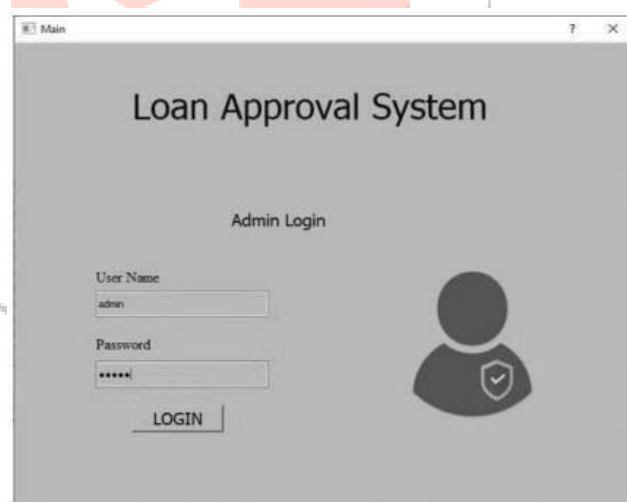 Main
?
Loan Approval System
Admin Login
User Name
admin
Password
•••••
LOGIN